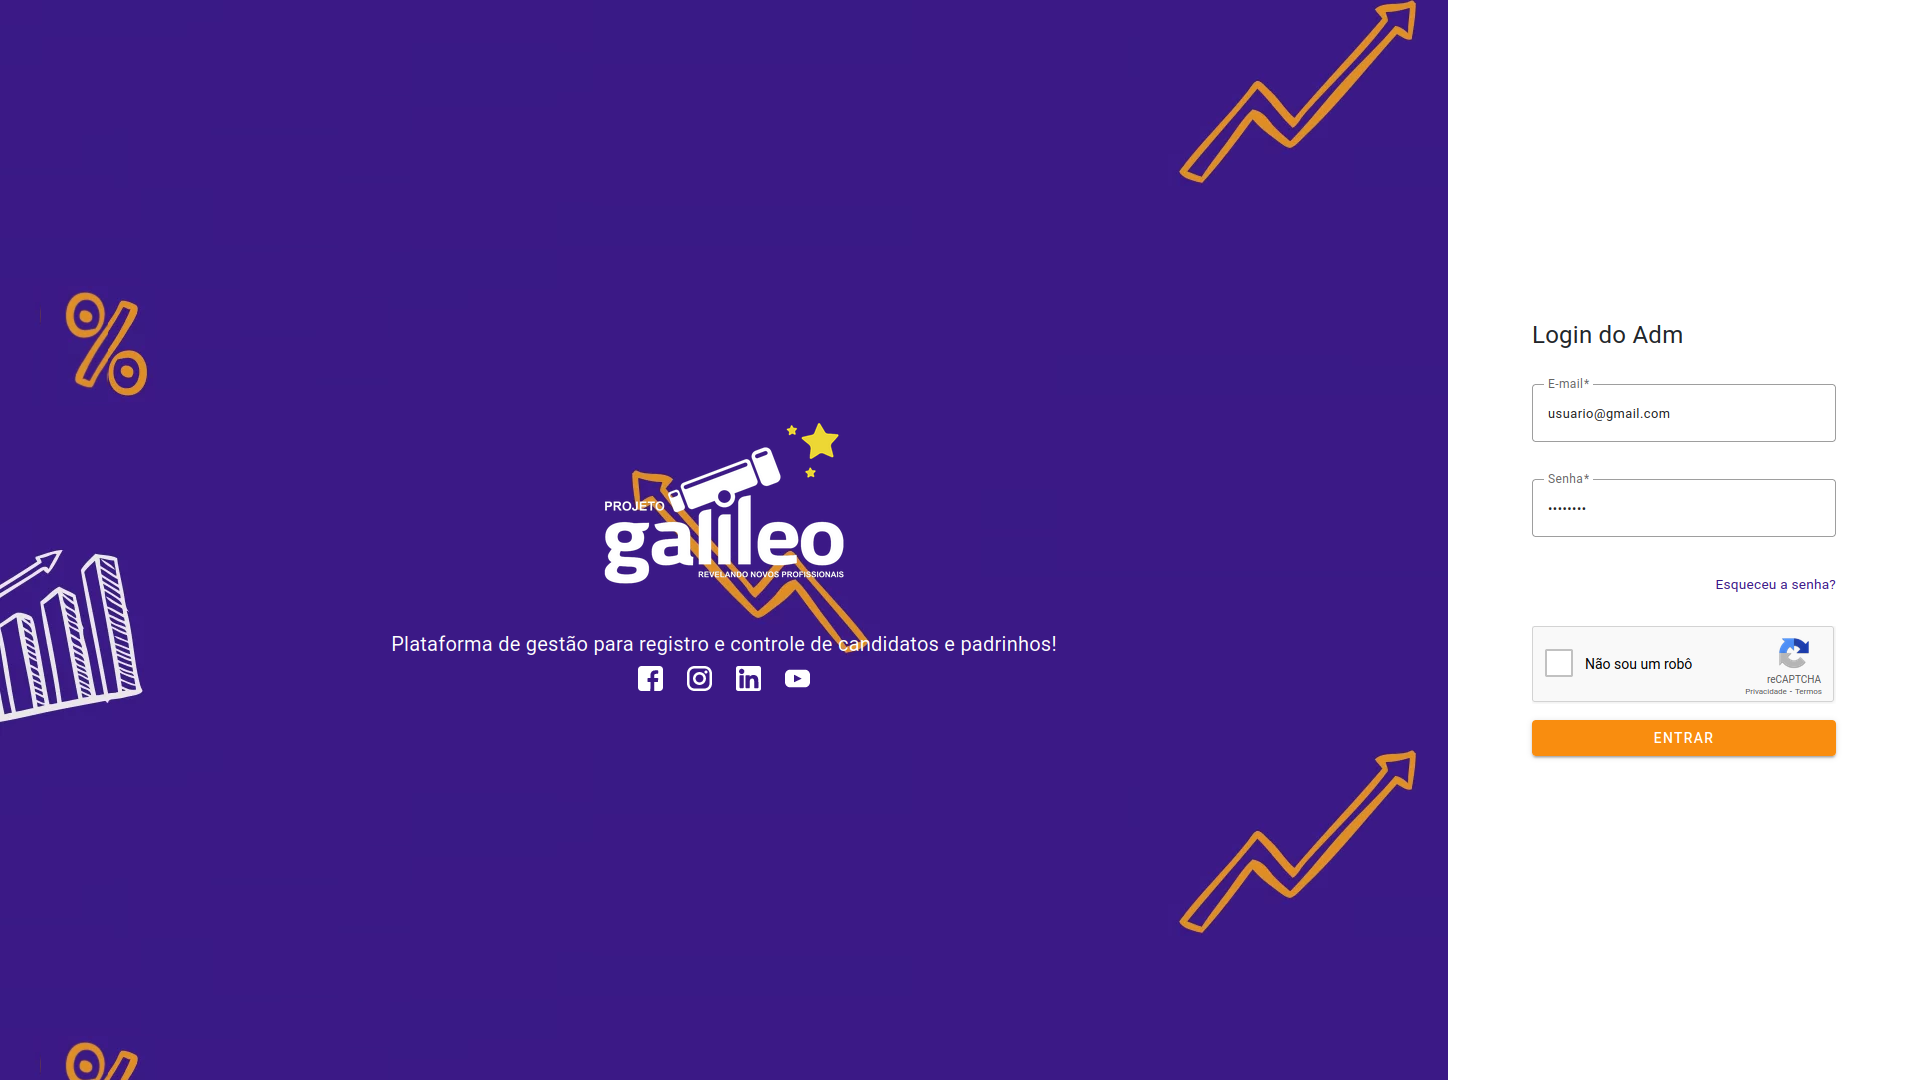 PROJETO
galileo
REVELANDO NOVOS PROFISSIONAIS
Plataforma de gestão para registro e controle de candidatos e padrinhos!
Login do Adm
E-mail*
usuario@gmail.com
Senha*
••••••••
Esqueceu a senha?
Não sou um robô
reCAPTCHA
Privacidade - Termos
ENTRAR